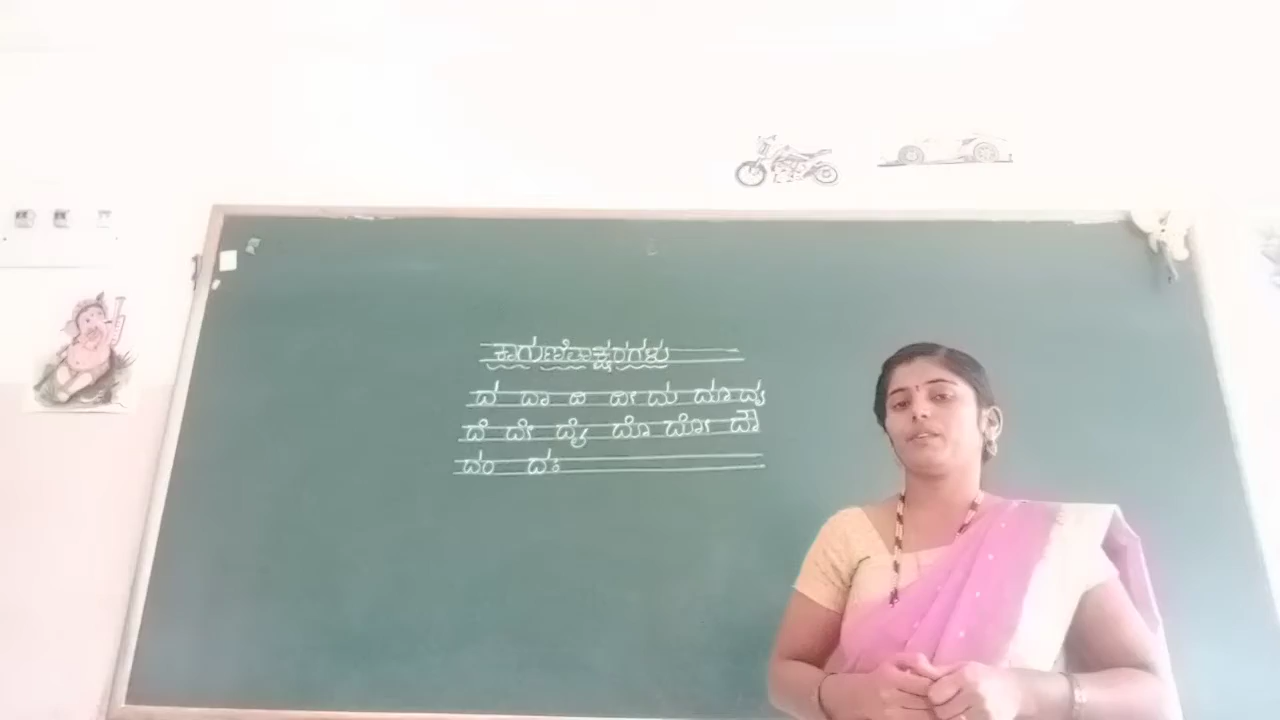 ಕಾಗುಣಿತಾಕ್ಷರಗಳು
ದ ದಾ ದಿ ದೀ ದು ದೂ ದೃ
ದೆ ದೇ ದೈ ದೊ ದೋ ದೌ
ದಂ ದಃ